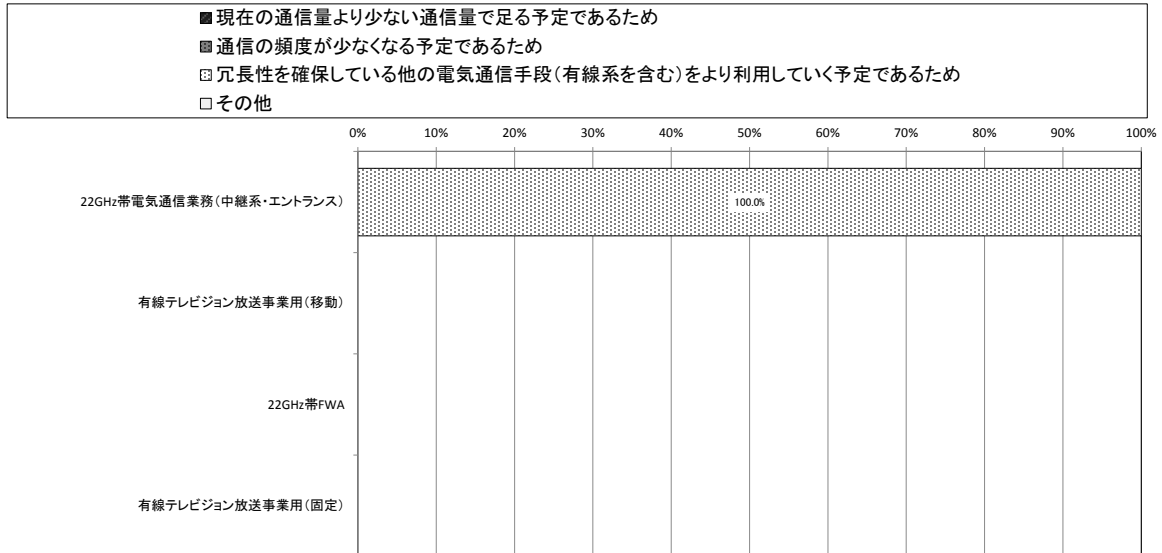 ■現在の通信量より少ない通信量で足る予定であるため
■通信の頻度が少なくなる予定であるため
□冗長性を確保している他の電気通信手段(有線系を含む)をより利用していく予定であるため
□その他
0% 10% 20% 30% 40% 50% 60% 70% 80% 90% 100%
22GHz帯電気通信業務(中継系・エントランス)
100.0%
有線テレビジョン放送事業用(移動)
22GHz帯FWA
有線テレビジョン放送事業用(固定)